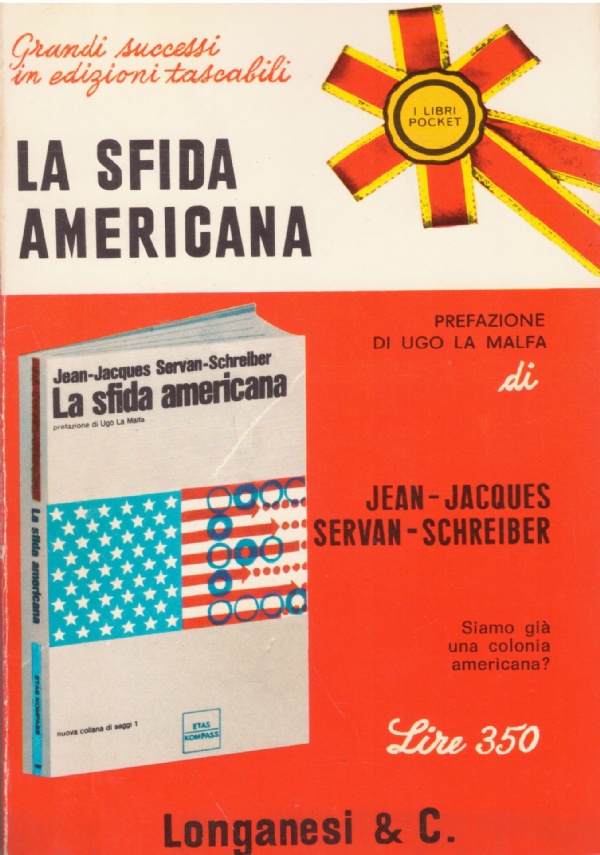 Grandi successi
in edizioni tascabili
I LIBRI
POCKET
LA SFIDA
AMERICANA
PREFAZIONE
DI UGO LA MALFA
di
JEAN-JACQUES
SERVAN-SCHREIBER
Siamo già
una colonia
americana?
Lire 350
Jean-Jacques Servan-Schreiber
La sfida americana
prefazione di Ugo La Malfa
La sfida americana
ETAS KOMPASS
nuova collana di saggi 1
ETAS
KOMPASS
Longanesi & C.